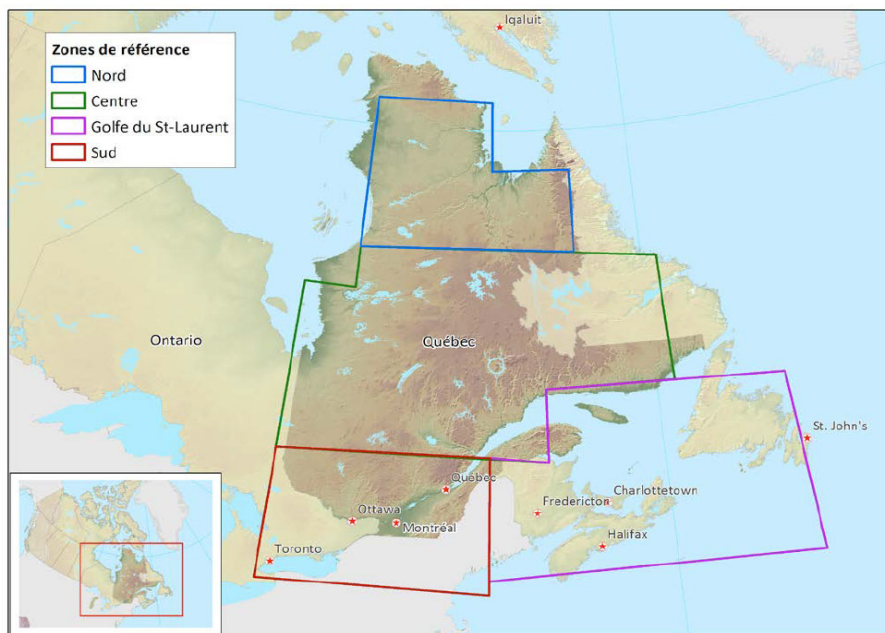 Iqaluit
Zones de référence
Nord
Centre
Golfe du St-Laurent
Sud
Ontario
Québec
St. John's
Québec
Charlottetown
Fredericton
Ottawa
Montréal
Halifax
Toronto